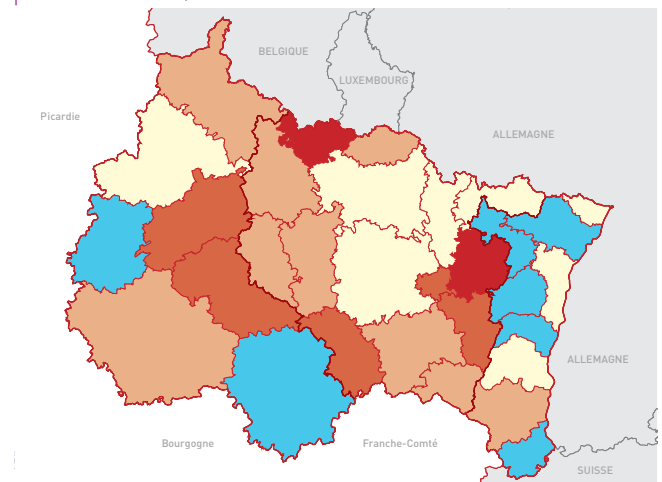 BELGIQUE
LUXEMBOURG
Picardie
ALLEMAGNE
ALLEMAGNE
Bourgogne
Franche-Comté
SUISSE